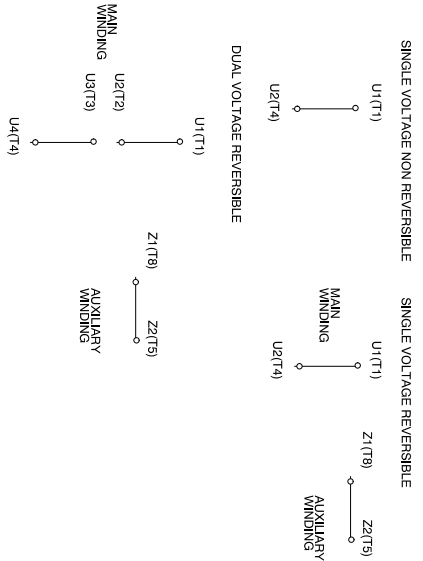 SINGLE VOLTAGE NON REVERSIBLE
U1(T1)
U2(T4)
SINGLE VOLTAGE REVERSIBLE
U1(T1)
MAIN
WINDING
U2(T4)
Z1(T8)
Z2(T5)
AUXILIARY
WINDING
DUAL VOLTAGE REVERSIBLE
U1(T1)
MAIN
WINDING
U2(T2)
U3(T3)
U4(T4)
Z1(T8)
Z2(T5)
AUXILIARY
WINDING